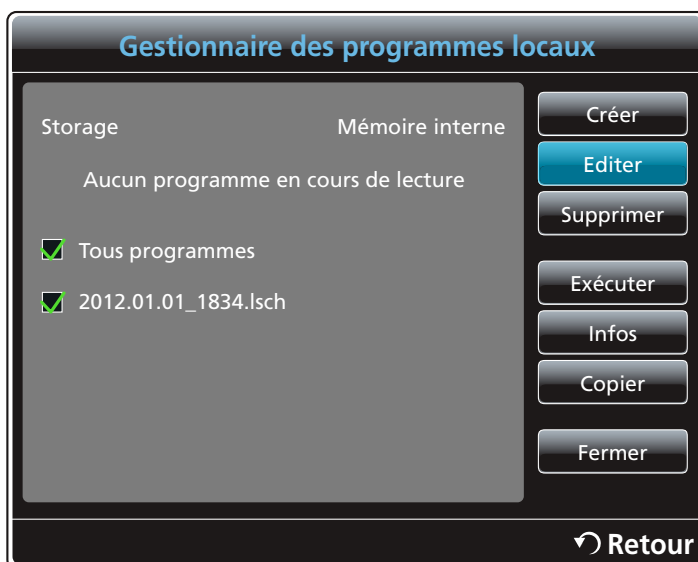 Gestionnaire des programmes locaux
Storage Mémoire interne
Aucun programme en cours de lecture
Tous programmes
2012.01.01_1834.lsch
Créer
Editer
Supprimer
Exécuter
Infos
Copier
Fermer
Retour